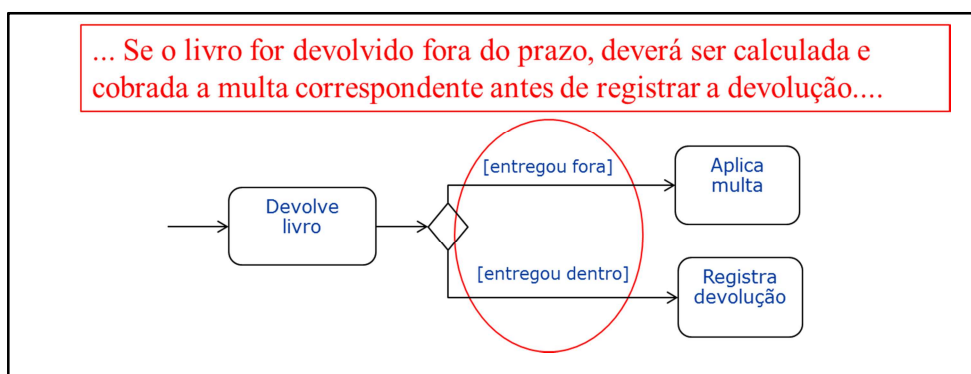 ... Se o livro for devolvido fora do prazo, deverá ser calculada e
cobrada a multa correspondente antes de registrar a devolução....
[entregou fora]
Aplica
multa
Devolve
livro
[entregou dentro]
Registra
devolução